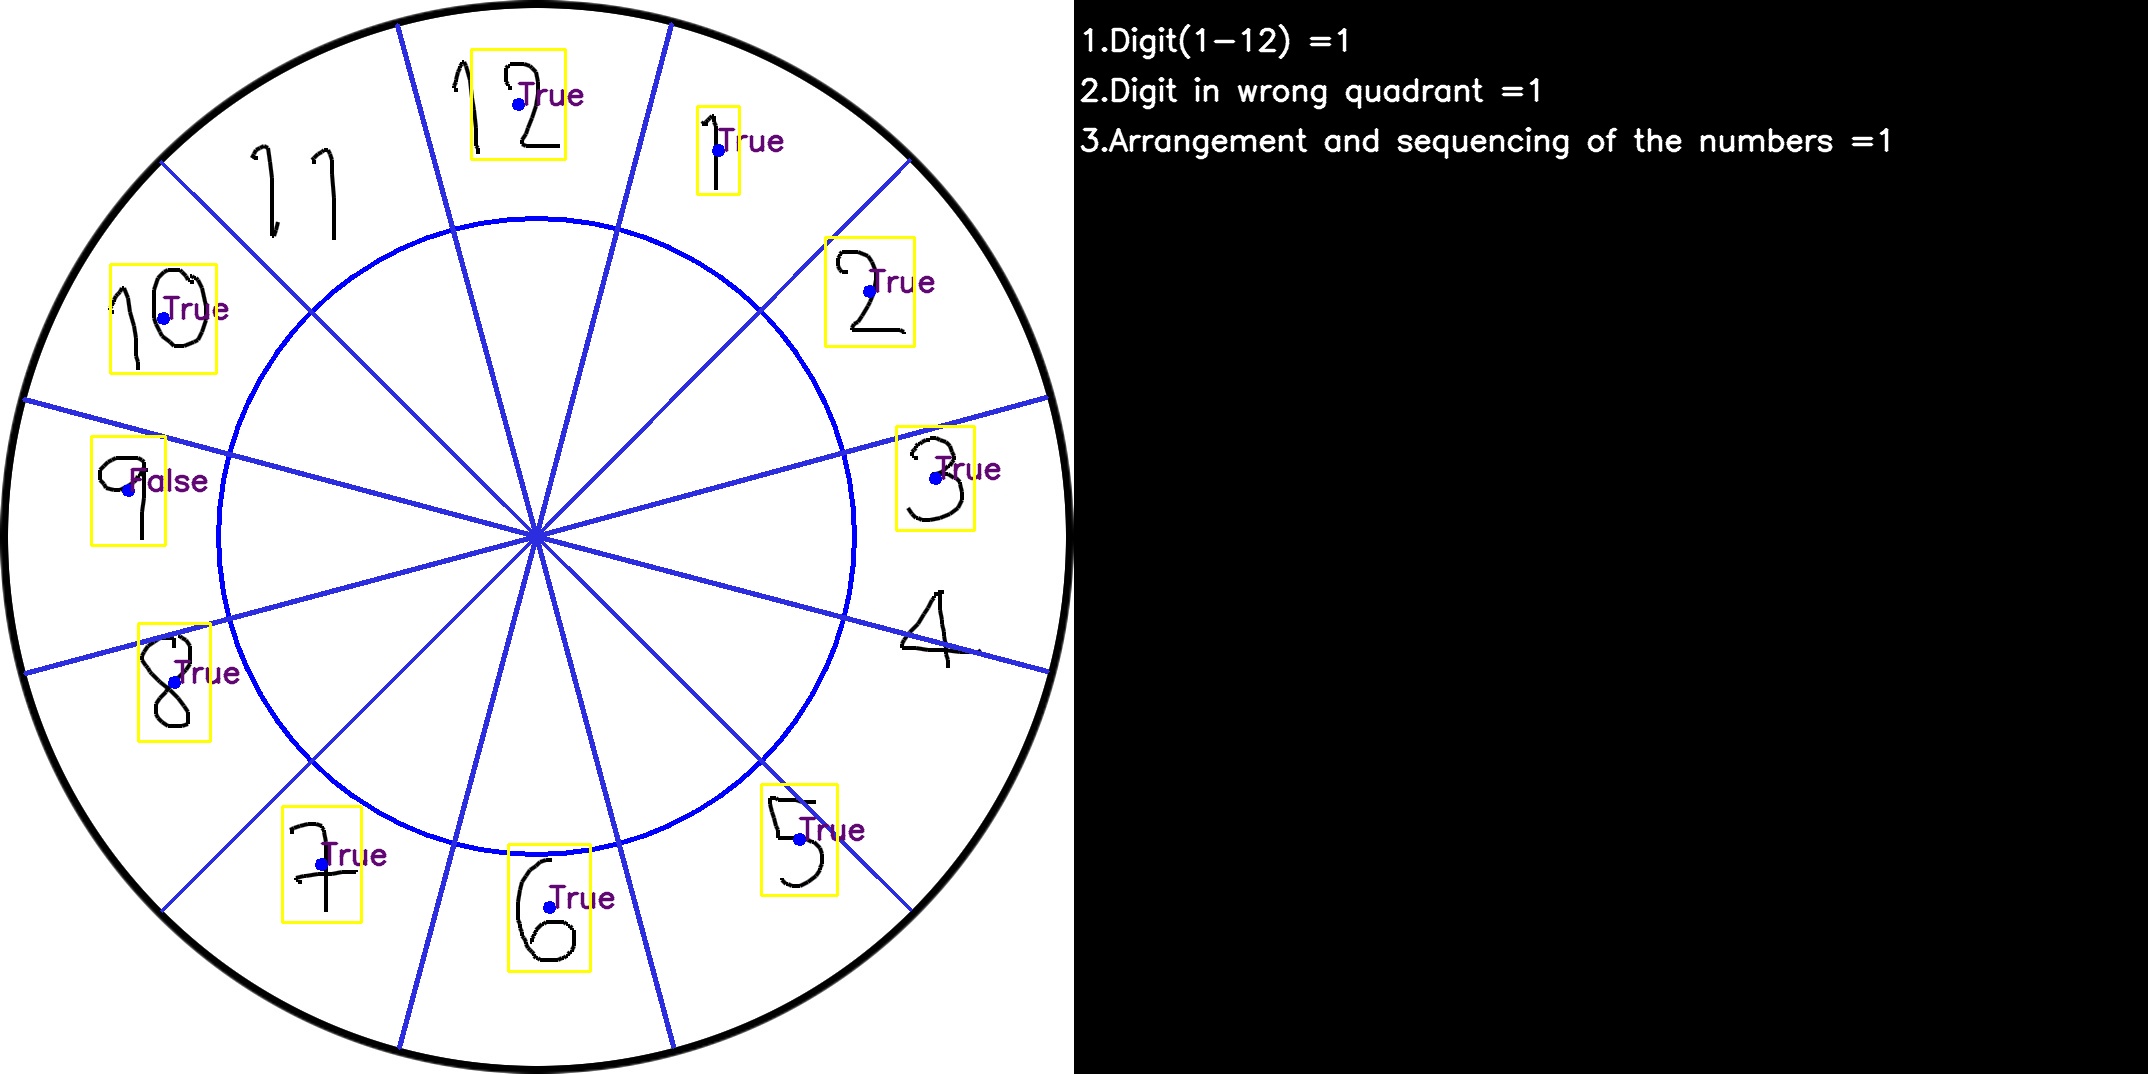 12 True
1 True
11
2 True
10 True
3 True
9 False
4
8 True
5 True
7 True
6 True
1.Digit(1-12) =1
2.Digit in wrong quadrant =1
3.Arrangement and sequencing of the numbers =1